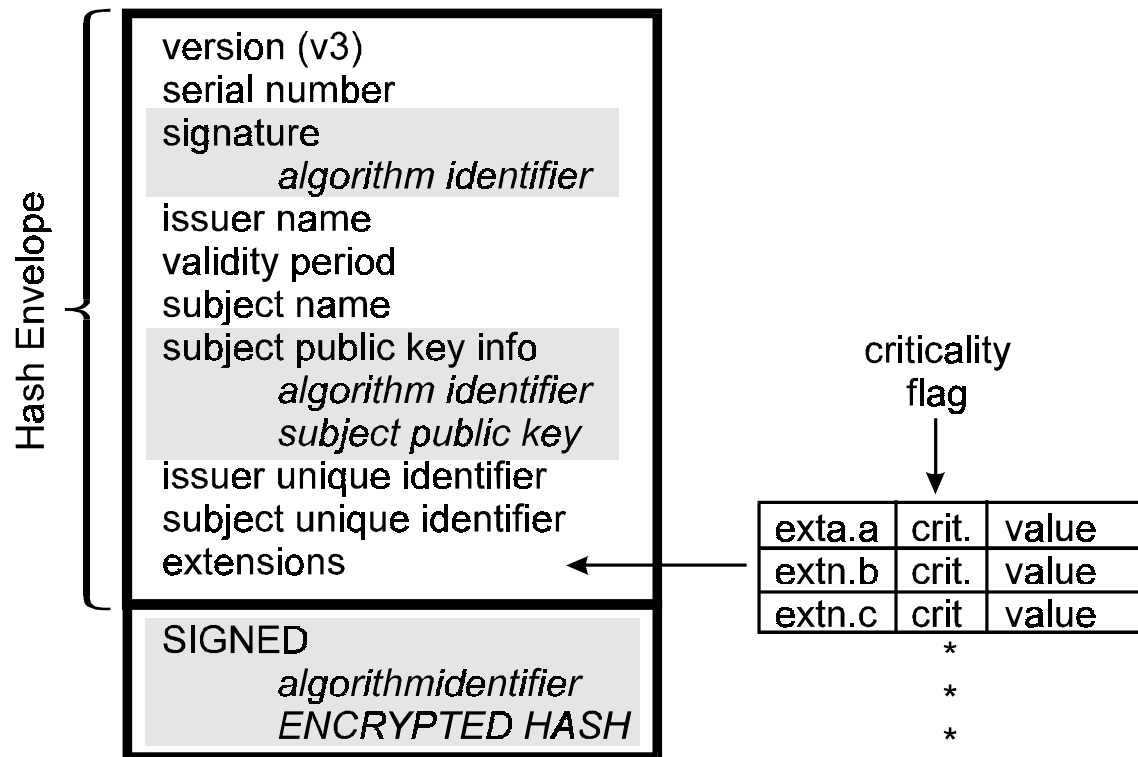 Hash Envelope
version (v3)
serial number
signature
algorithm identifier
issuer name
validity period
subject name
subject public key info
algorithm identifier
subject public key
issuer unique identifier
subject unique identifier
extensions
SIGNED
algorithmidentifier
ENCRYPTED HASH
criticality
flag
exta.a crit. value
extn.b crit. value
extn.c crit value
*
*
*